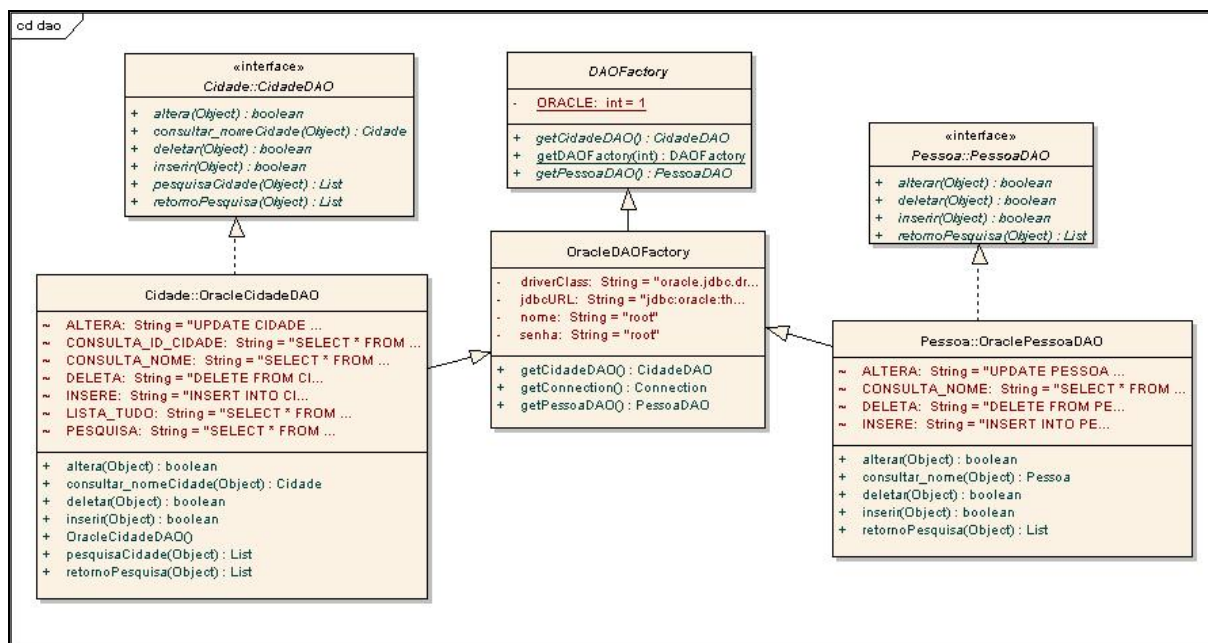 cd dao
«interface»
Cidade::CidadeDAO
+ altera(Object) : boolean
+ consultar_nomeCidade(Object) : Cidade
+ deletar(Object) : boolean
+ inserir(Object) : boolean
+ pesquisaCidade(Object) : List
+ retornoPesquisa(Object) : List
DAOFactory
- ORACLE: int = 1
+ getCidadeDAO() : CidadeDAO
+ getDAOFactory(int) : DAOFactory
+ getPessoaDAO() : PessoaDAO
«interface»
Pessoa::PessoaDAO
+ alterar(Object) : boolean
+ deletar(Object) : boolean
+ inserir(Object) : boolean
+ retornoPesquisa(Object) : List
Cidade::OracleCidadeDAO
~ ALTERA: String = "UPDATE CIDADE ...
~ CONSULTA_ID_CIDADE: String = "SELECT * FROM ...
~ CONSULTA_NOME: String = "SELECT * FROM ...
~ DELETA: String = "DELETE FROM CI...
~ INSERE: String = "INSERT INTO CI...
~ LISTA_TUDO: String = "SELECT * FROM ...
~ PESQUISA: String = "SELECT * FROM ...
+ altera(Object) : boolean
+ consultar_nomeCidade(Object) : Cidade
+ deletar(Object) : boolean
+ inserir(Object) : boolean
+ OracleCidadeDAO()
+ pesquisaCidade(Object) : List
+ retornoPesquisa(Object) : List
OracleDAOFactory
- driverClass: String = "oracle.jdbc.dr...
- jdbcURL: String = "jdbc:oracle:th...
- nome: String = "root"
- senha: String = "root"
+ getCidadeDAO() : CidadeDAO
+ getConnection() : Connection
+ getPessoaDAO() : PessoaDAO
Pessoa::OraclePessoaDAO
~ ALTERA: String = "UPDATE PESSOA ...
~ CONSULTA_NOME: String = "SELECT * FROM ...
~ DELETA: String = "DELETE FROM PE...
~ INSERE: String = "INSERT INTO PE...
+ alterar(Object) : boolean
+ consultar_nome(Object) : Pessoa
+ deletar(Object) : boolean
+ inserir(Object) : boolean
+ retornoPesquisa(Object) : List